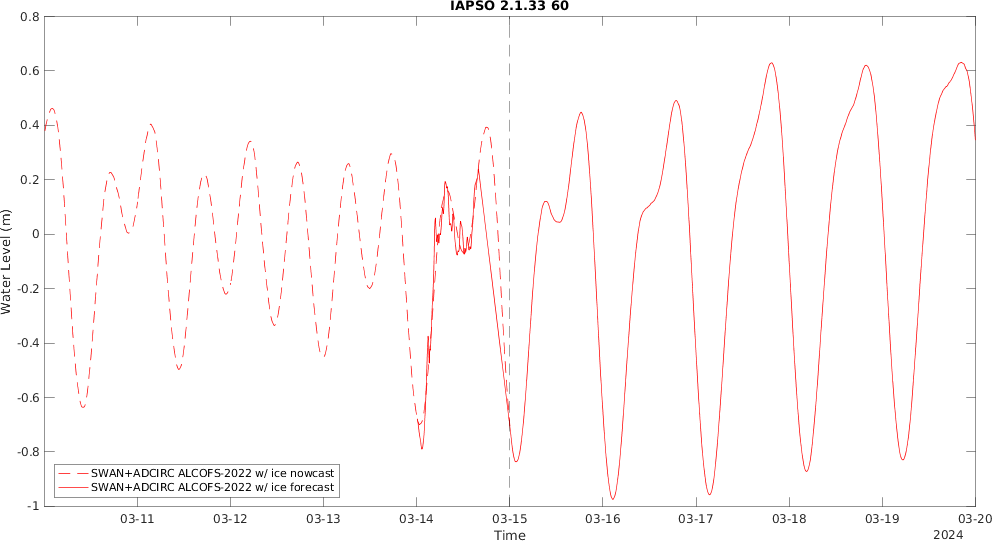 IAPSO 2.1.33 60
0.8
0.6
0.4
0.2
0
-0.2
-0.4
-0.6
-0.8
-1
Water Level (m)
SWAN+ADCIRC ALCOFS-2022 w/ ice nowcast
SWAN+ADCIRC ALCOFS-2022 w/ ice forecast
03-11 03-12 03-13 03-14 03-15 03-16 03-17 03-18 03-19 03-20
Time
2024